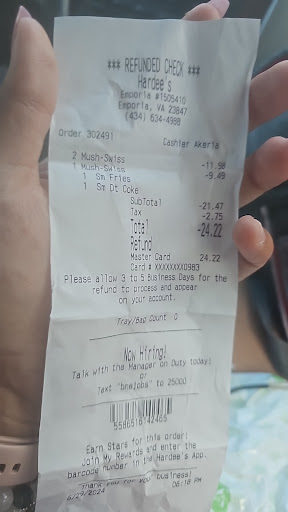 *** REFUNDED CHECK ***
Hardee's
Emporia #1505410
Emporia, VA 23847
(434) 634-4998
Order 302491 Cashier Akeria
2 Mush-Swiss -11.98
1 Mush-Swiss -9.49
1 Sm Fries
1 Sm Dt Coke
SubTotal -21.47
Tax -2.75
Total -24.22
Refund
Master Card 24.22
Card # XXXXXXXX0983
Please allow 3 to 5 Business Days for the
refund to process and appear
on your account.
Tray/Bag Count : 0
Now Hiring!
Talk with the Manager on Duty today!
or
Text "bnejobs" to 25000
5586516142465
Earn Stars for this order!
Join My Rewards and enter the
barcode number in the Hardee's App.
Thank you for your business!
6/29/2024 06:18 PM